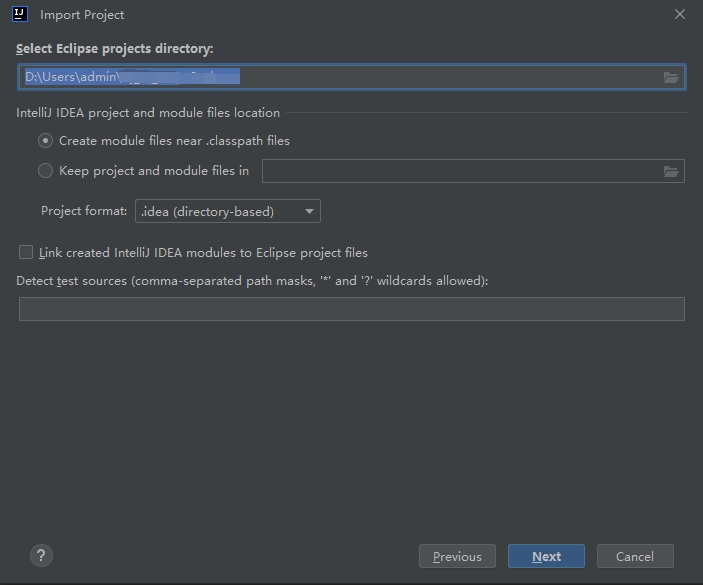 IJ
Import Project
Select Eclipse projects directory:
D:\Users\admin\
IntelliJ IDEA project and module files location
Create module files near .classpath files
Keep project and module files in
Project format: .idea (directory-based)
Link created IntelliJ IDEA modules to Eclipse project files
Detect test sources (comma-separated path masks, '*' and '?' wildcards allowed):
? Previous Next Cancel